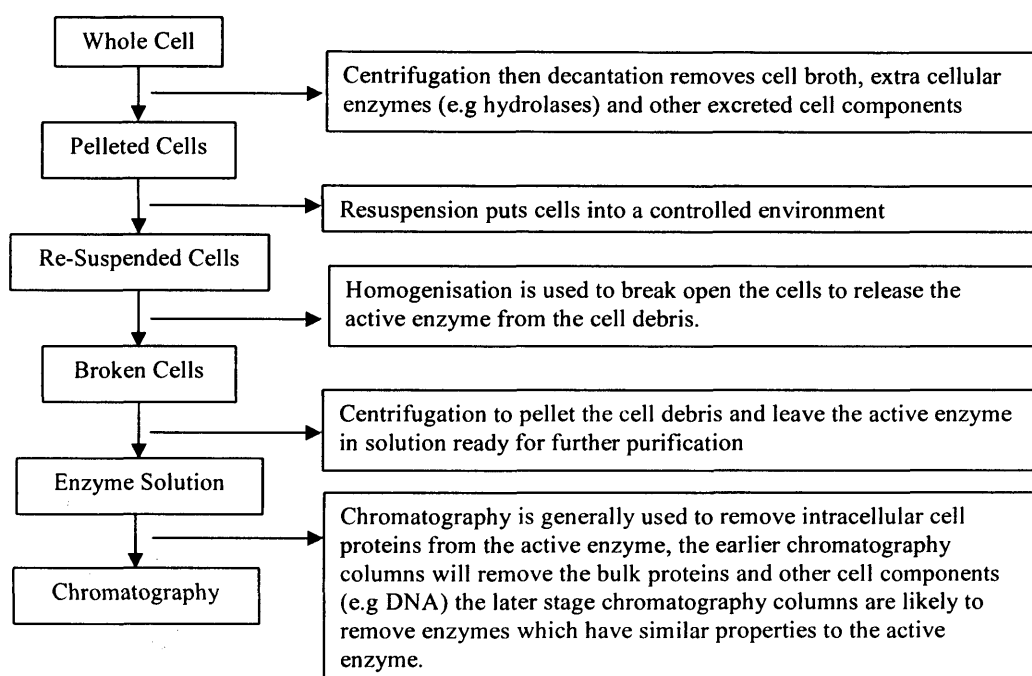 Whole Cell
Centrifugation then decantation removes cell broth, extra cellular
enzymes (e.g hydrolases) and other excreted cell components
Pelleted Cells
Resuspension puts cells into a controlled environment
Re-Suspended Cells
Homogenisation is used to break open the cells to release the
active enzyme from the cell debris.
Broken Cells
Centrifugation to pellet the cell debris and leave the active enzyme
in solution ready for further purification
Enzyme Solution
Chromatography is generally used to remove intracellular cell
proteins from the active enzyme, the earlier chromatography
columns will remove the bulk proteins and other cell components
(e.g DNA) the later stage chromatography columns are likely to
remove enzymes which have similar properties to the active
enzyme.
Chromatography